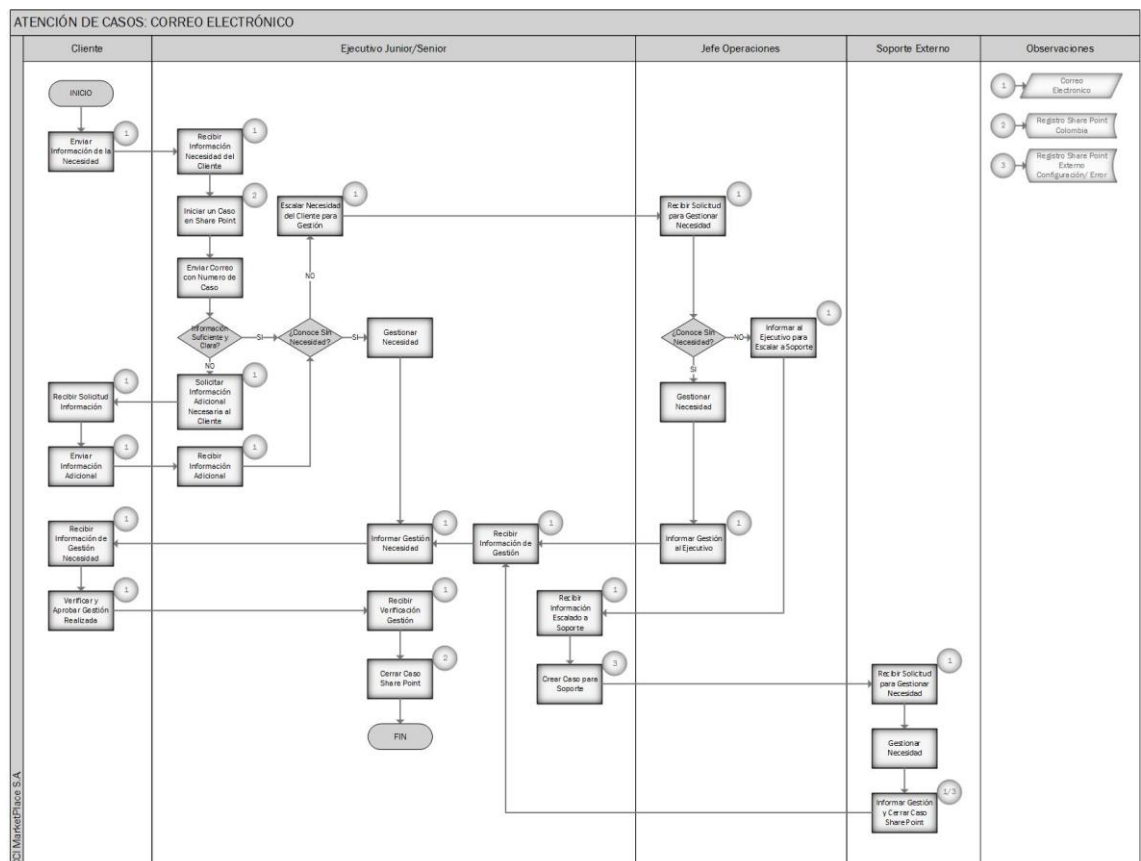 ATENCIÓN DE CASOS: CORREO ELECTRÓNICO
Cliente
Ejecutivo Junior/Senior
Jefe Operaciones
Soporte Externo
Observaciones
INICIO
1
Correo
Electronico
1
Enviar
Información de la
Necesidad
1
Recibir
Información
Necesidad del
Cliente
2
Registro Share Point
Colombia
3
Registro Share Point
Externo
Configuración/ Error
2
Iniciar un Caso
en Share Point
1
Escalar Necesidad
del Cliente para
Gestión
1
Recibir Solicitud
para Gestionar
Necesidad
Enviar Correo
con Numero de
Caso
NO
Información
Suficiente y
Clara?
SI
¿Conoce Sin
Necesidad?
SI
Gestionar
Necesidad
¿Conoce Sin
Necesidad?
NO
1
Informar al
Ejecutivo para
Escalar a Soporte
NO
SI
1
Recibir Solicitud
Información
1
Solicitar
Información
Adicional
Necesaria al
Cliente
Gestionar
Necesidad
1
Enviar
Información
Adicional
1
Recibir
Información
Adicional
1
Recibir
Información de
Gestión
Necesidad
1
Informar Gestión
Necesidad
1
Recibir
Información de
Gestión
1
Informar Gestión
al Ejecutivo
1
Verificar y
Aprobar Gestión
Realizada
1
Recibir
Verificación
Gestión
1
Recibir
Información
Escalado a
Soporte
2
Cerrar Caso
Share Point
3
Crear Caso para
Soporte
1
Recibir Solicitud
para Gestionar
Necesidad
FIN
Gestionar
Necesidad
1/3
Informar Gestión
y Cerrar Caso
Share Point
MarketPlace S.A.